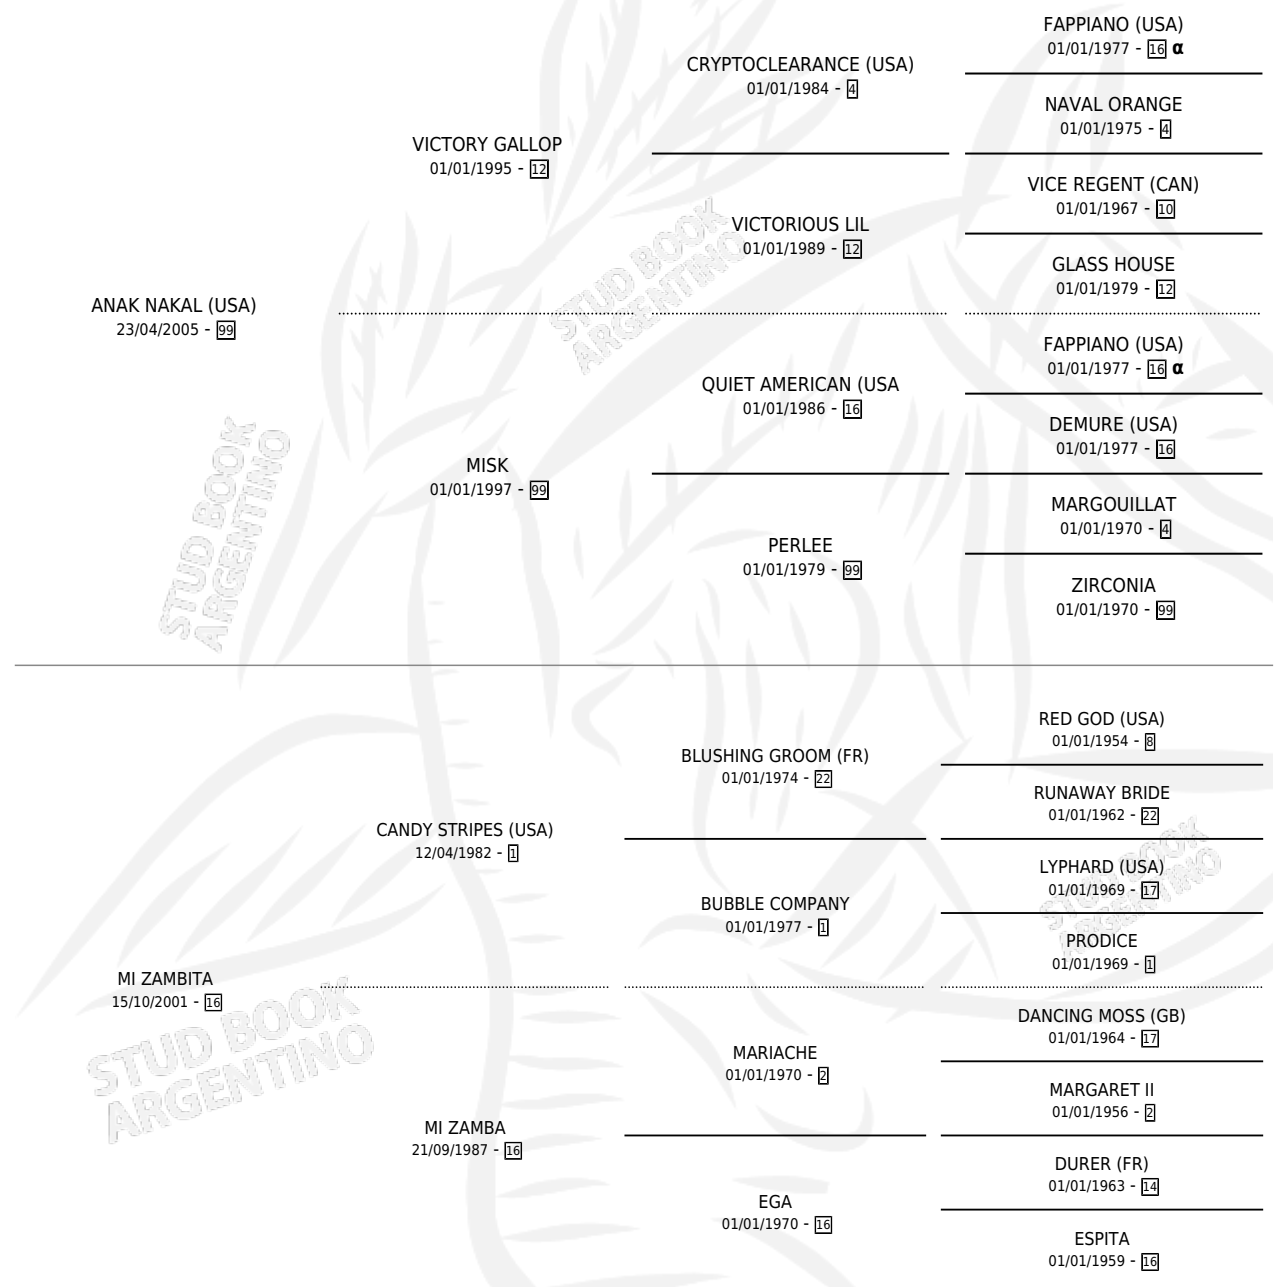 FAPPIANO (USA)
01/01/1977 - 16 α
CRYPTOCLEARANCE (USA)
01/01/1984 - 4
NAVAL ORANGE
01/01/1975 - 4
VICTORY GALLOP
01/01/1995 - 12
VICE REGENT (CAN)
01/01/1967 - 10
VICTORIOUS LIL
01/01/1989 - 12
GLASS HOUSE
01/01/1979 - 12
ANAK NAKAL (USA)
23/04/2005 - 99
FAPPIANO (USA)
01/01/1977 - 16 α
QUIET AMERICAN (USA
01/01/1986 - 16
DEMURE (USA)
01/01/1977 - 16
MISK
01/01/1997 - 99
MARGOUILLAT
01/01/1970 - 4
PERLEE
01/01/1979 - 99
ZIRCONIA
01/01/1970 - 99
RED GOD (USA)
01/01/1954 - 8
BLUSHING GROOM (FR)
01/01/1974 - 22
RUNAWAY BRIDE
01/01/1962 - 22
CANDY STRIPES (USA)
12/04/1982 - 1
LYPHARD (USA)
01/01/1969 - 17
BUBBLE COMPANY
01/01/1977 - 1
PRODICE
01/01/1969 - 1
MI ZAMBITA
15/10/2001 - 16
DANCING MOSS (GB)
01/01/1964 - 17
MARIACHE
01/01/1970 - 2
MARGARET II
01/01/1956 - 2
MI ZAMBA
21/09/1987 - 16
DURER (FR)
01/01/1963 - 14
EGA
01/01/1970 - 16
ESPITA
01/01/1959 - 16
STUD BOOK
ARGENTINO
STUD BOOK
ARGENTINO
STUD BOOK
ARGENTINO
STUD BOOK
ARGENTINO